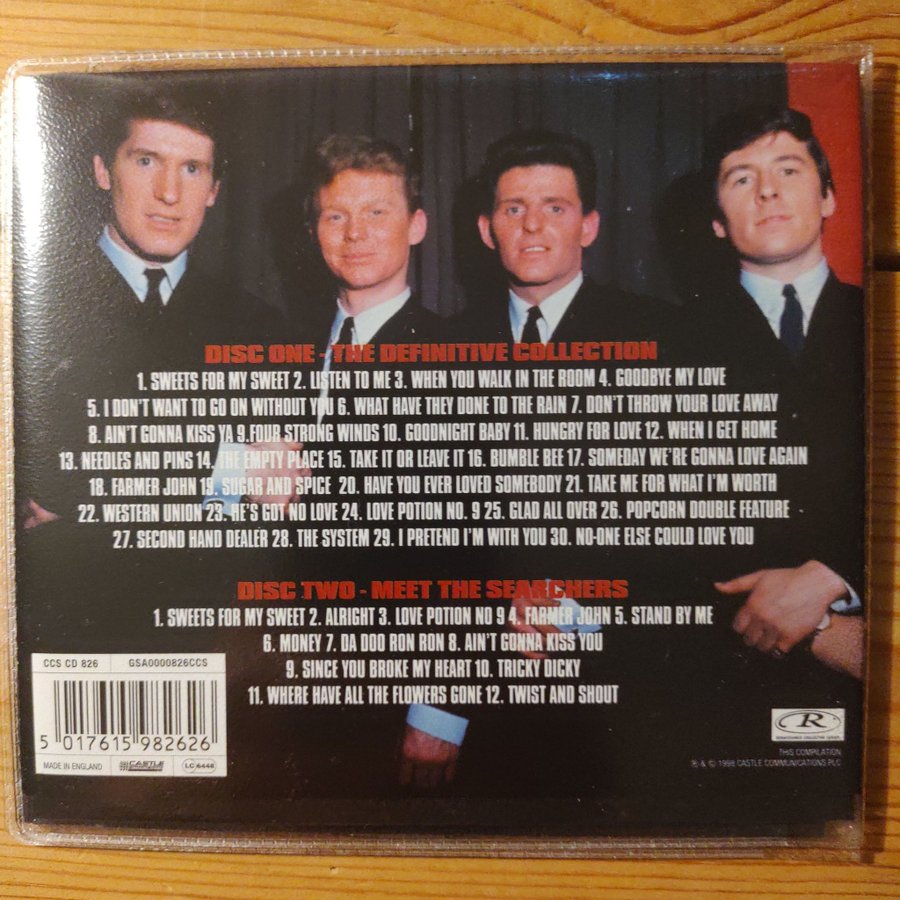 DISC ONE - THE DEFINITIVE COLLECTION
1. SWEETS FOR MY SWEET 2. LISTEN TO ME 3. WHEN YOU WALK IN THE ROOM 4. GOODBYE MY LOVE
5. I DON'T WANT TO GO ON WITHOUT YOU 6. WHAT HAVE THEY DONE TO THE RAIN 7. DON'T THROW YOUR LOVE AWAY
8. AIN'T GONNA KISS YA 9.FOUR STRONG WINDS 10. GOODNIGHT BABY 11. HUNGRY FOR LOVE 12. WHEN I GET HOME
13. NEEDLES AND PINS 14. THE EMPTY PLACE 15. TAKE IT OR LEAVE IT 16. BUMBLE BEE 17. SOMEDAY WE'RE GONNA LOVE AGAIN
18. FARMER JOHN 19. SUGAR AND SPICE 20. HAVE YOU EVER LOVED SOMEBODY 21. TAKE ME FOR WHAT I'M WORTH
22. WESTERN UNION 23. HE'S GOT NO LOVE 24. LOVE POTION NO. 9 25. GLAD ALL OVER 26. POPCORN DOUBLE FEATURE
27. SECOND HAND DEALER 28. THE SYSTEM 29. I PRETEND I'M WITH YOU 30. NO-ONE ELSE COULD LOVE YOU
DISC TWO - MEET THE SEARCHERS
1. SWEETS FOR MY SWEET 2. ALRIGHT 3. LOVE POTION NO 9 4. FARMER JOHN 5. STAND BY ME
6. MONEY 7. DA DOO RON RON 8. AIN'T GONNA KISS YOU
9. SINCE YOU BROKE MY HEART 10. TRICKY DICKY
11. WHERE HAVE ALL THE FLOWERS GONE 12. TWIST AND SHOUT
CCS CD 826 GSA0000826CCS
5 017615 982626
MADE IN ENGLAND CASTLE LC 6448
R
THIS COMPILATION
℗ & © 1998 CASTLE COMMUNICATIONS PLC